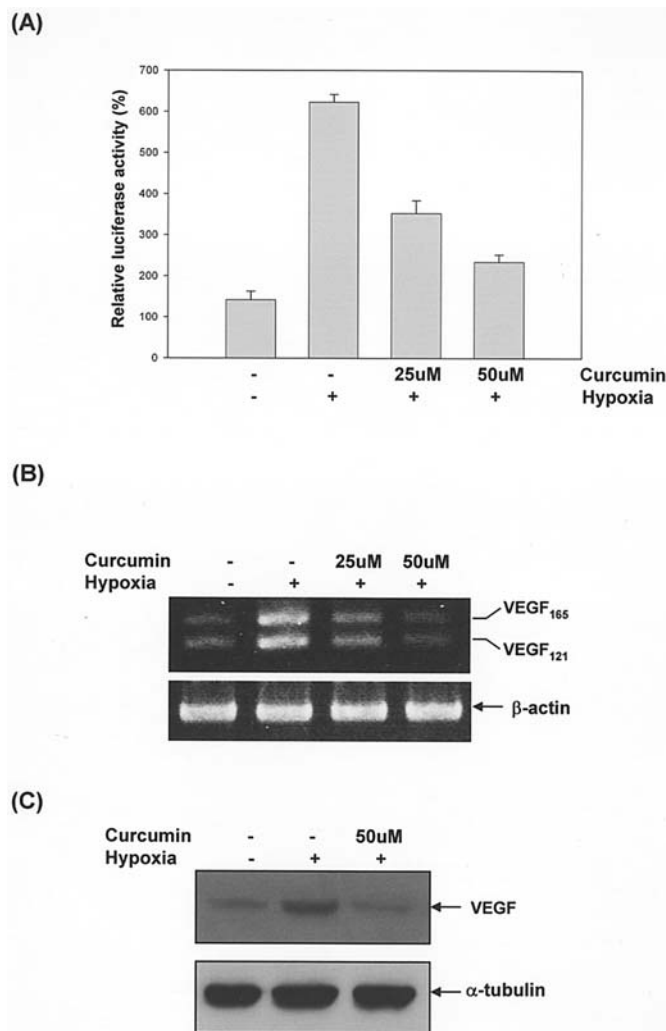 (A)
Relative luciferase activity (%)
700
600
500
400
300
200
100
0
- - 25uM 50uM Curcumin
- + + + Hypoxia
(B)
Curcumin - - 25uM 50uM
Hypoxia - + + +
VEGF165
VEGF121
β-actin
(C)
Curcumin - - 50uM
Hypoxia - + +
VEGF
α-tubulin